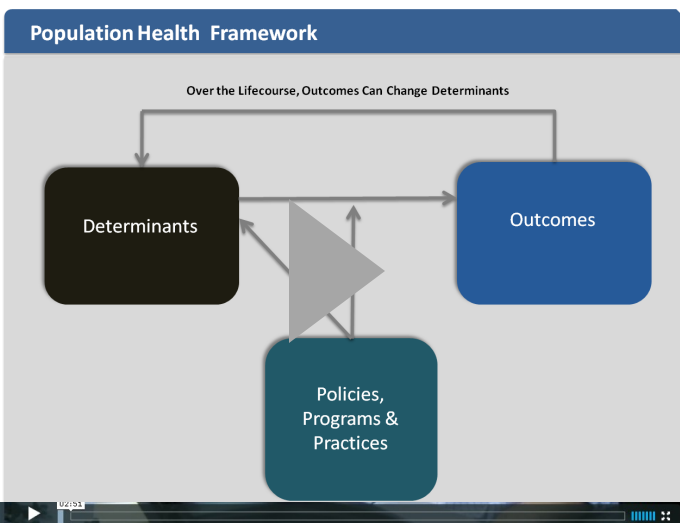 Population Health Framework
Over the Lifecourse, Outcomes Can Change Determinants
Determinants
Outcomes
Policies,
Programs &
Practices
02:51